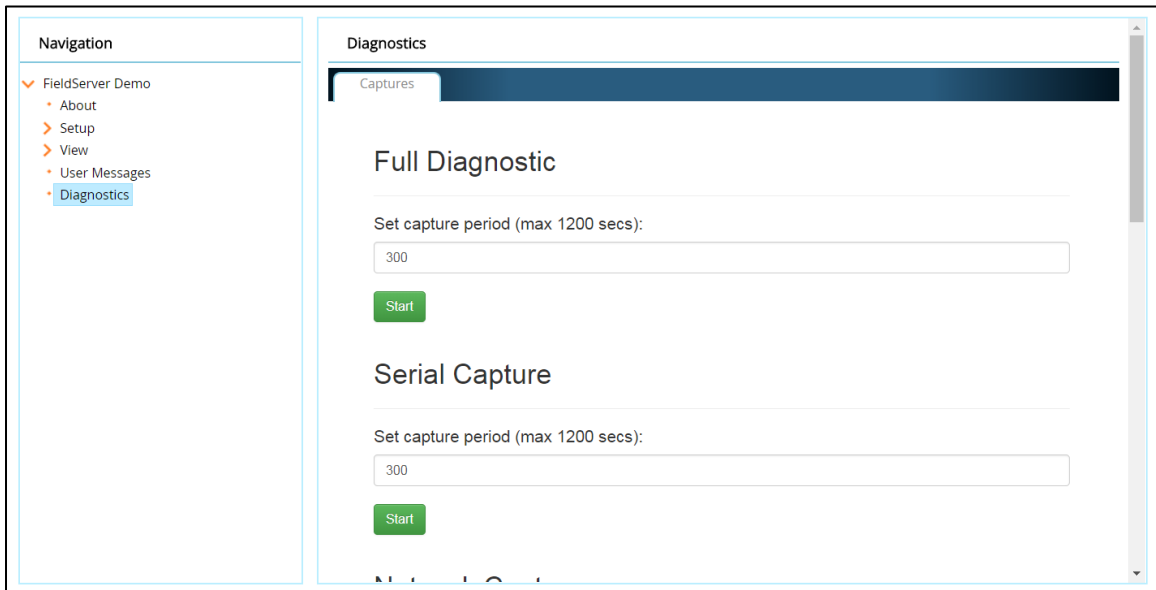 Navigation
FieldServer Demo
About
Setup
View
User Messages
Diagnostics
Diagnostics
Captures
Full Diagnostic
Set capture period (max 1200 secs):
300
Start
Serial Capture
Set capture period (max 1200 secs):
300
Start